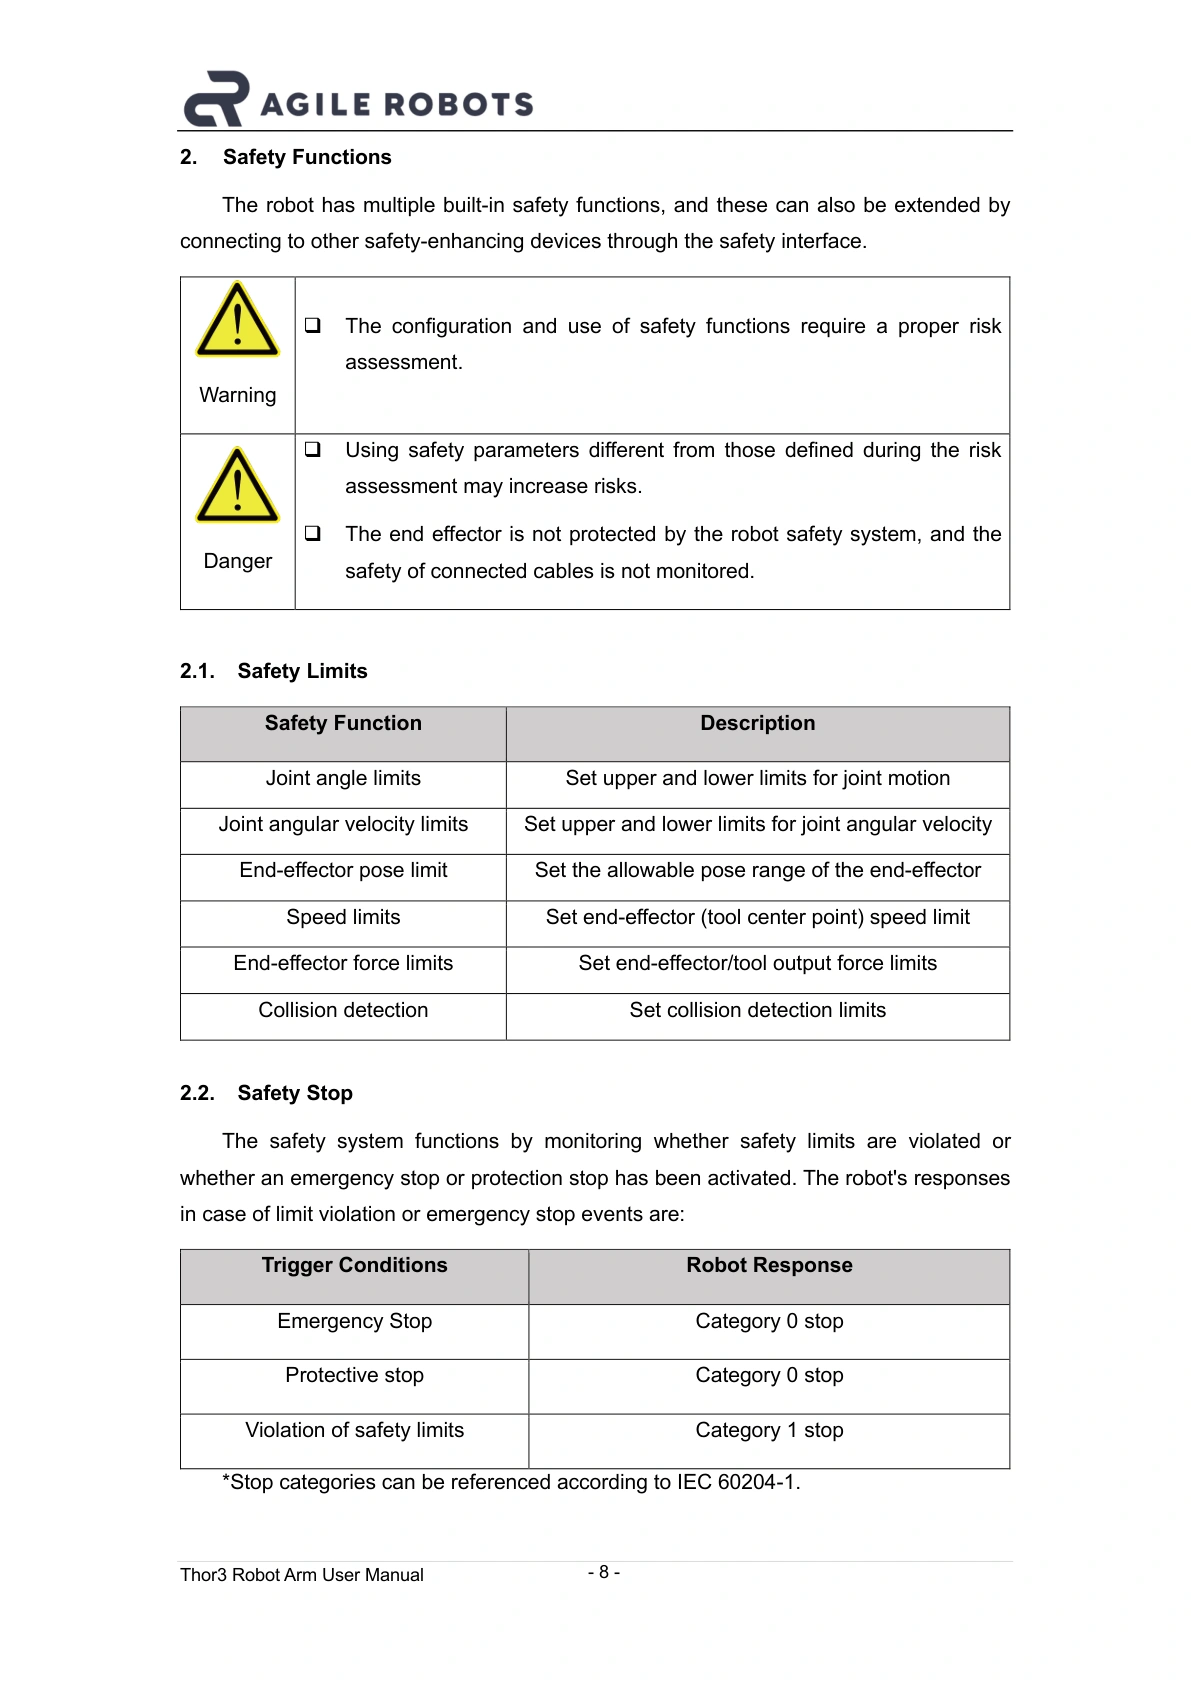 AGILE ROBOTS
2. Safety Functions
The robot has multiple built-in safety functions, and these can also be extended by
connecting to other safety-enhancing devices through the safety interface.
Warning
❑ The configuration and use of safety functions require a proper risk
assessment.
Danger
❑ Using safety parameters different from those defined during the risk
assessment may increase risks.
❑ The end effector is not protected by the robot safety system, and the
safety of connected cables is not monitored.
2.1. Safety Limits
Safety Function Description
Joint angle limits Set upper and lower limits for joint motion
Joint angular velocity limits Set upper and lower limits for joint angular velocity
End-effector pose limit Set the allowable pose range of the end-effector
Speed limits Set end-effector (tool center point) speed limit
End-effector force limits Set end-effector/tool output force limits
Collision detection Set collision detection limits
2.2. Safety Stop
The safety system functions by monitoring whether safety limits are violated or
whether an emergency stop or protection stop has been activated. The robot's responses
in case of limit violation or emergency stop events are:
Trigger Conditions Robot Response
Emergency Stop Category 0 stop
Protective stop Category 0 stop
Violation of safety limits Category 1 stop
*Stop categories can be referenced according to IEC 60204-1.
Thor3 Robot Arm User Manual - 8 -